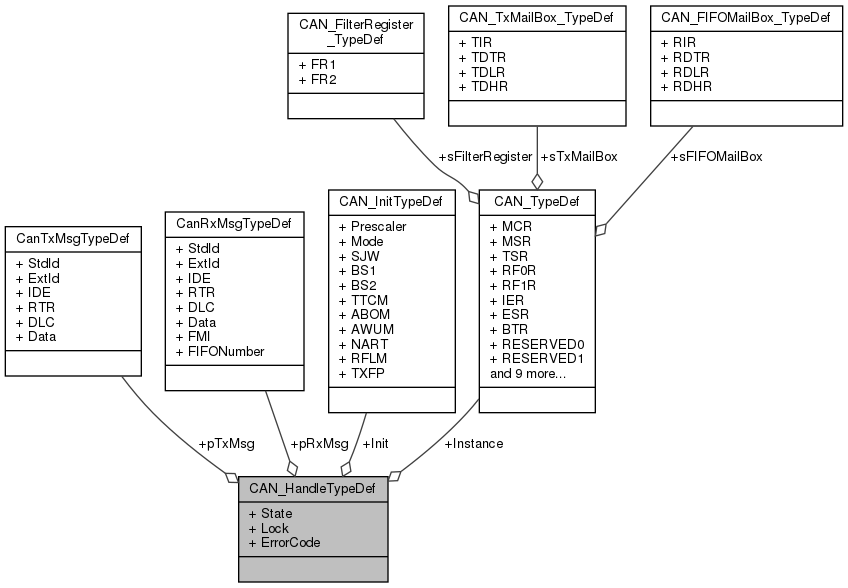 CAN_FilterRegister
_TypeDef
+ FR1
+ FR2
CAN_TxMailBox_TypeDef
+ TIR
+ TDTR
+ TDLR
+ TDHR
CAN_FIFOMailBox_TypeDef
+ RIR
+ RDTR
+ RDLR
+ RDHR
+sFilterRegister
+sTxMailBox
+sFIFOMailBox
CanTxMsgTypeDef
+ StdId
+ ExtId
+ IDE
+ RTR
+ DLC
+ Data
CanRxMsgTypeDef
+ StdId
+ ExtId
+ IDE
+ RTR
+ DLC
+ Data
+ FMI
+ FIFONumber
CAN_InitTypeDef
+ Prescaler
+ Mode
+ SJW
+ BS1
+ BS2
+ TTCM
+ ABOM
+ AWUM
+ NART
+ RFLM
+ TXFP
CAN_TypeDef
+ MCR
+ MSR
+ TSR
+ RF0R
+ RF1R
+ IER
+ ESR
+ BTR
+ RESERVED0
+ RESERVED1
and 9 more...
+pTxMsg
+pRxMsg
+Init
+Instance
CAN_HandleTypeDef
+ State
+ Lock
+ ErrorCode